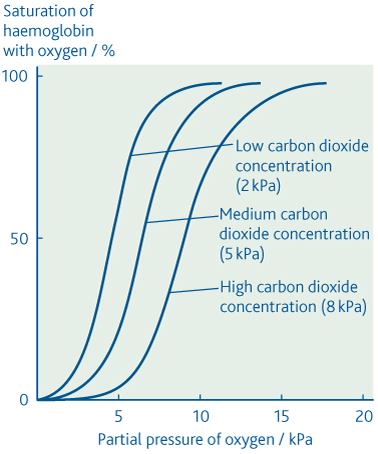 Saturation of
haemoglobin
with oxygen / %
100
Low carbon dioxide
concentration
(2 kPa)
Medium carbon
dioxide concentration
(5 kPa)
50
High carbon dioxide
concentration (8 kPa)
0
5
10
15
20
Partial pressure of oxygen / kPa